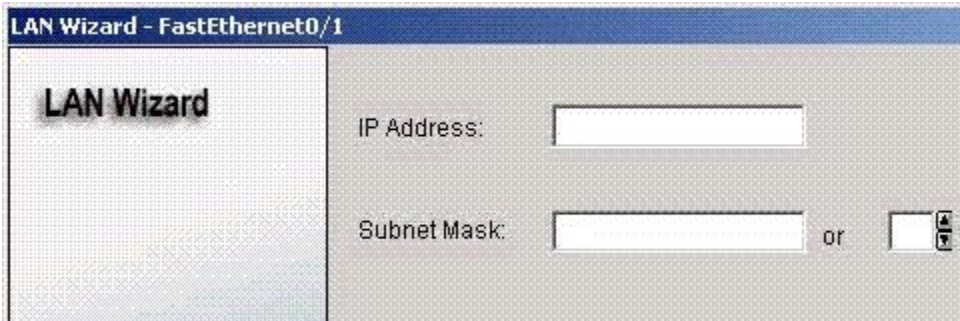 LAN Wizard - FastEthernet0/1
LAN Wizard
IP Address:
Subnet Mask:
or